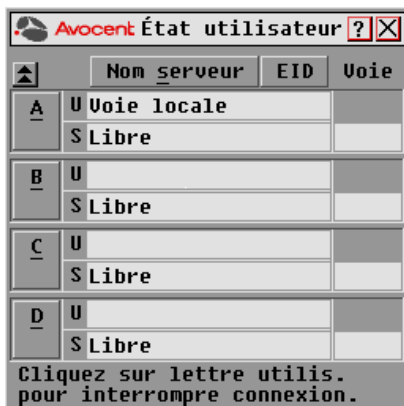 Avocent État utilisateur ? X
Nom serveur EID Voie
A U Voie locale
S Libre
B U
S Libre
C U
S Libre
D U
S Libre
Cliquez sur lettre utilis.
pour interrompre connexion.